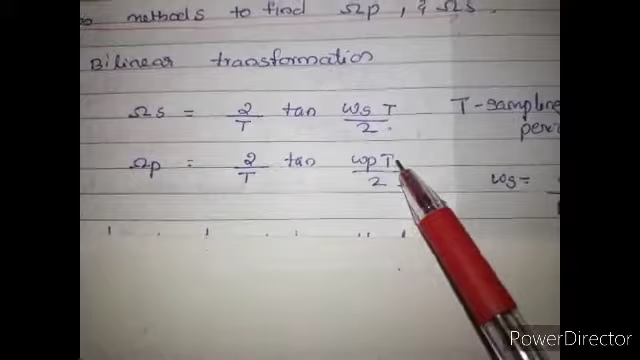 methods to find Ωp, & Ωs.
Bilinear transformation
Ωs = 2/T tan ωs T/2. T-sampling
Ωp = 2/T tan ωp T/2 ωs=
PowerDirector